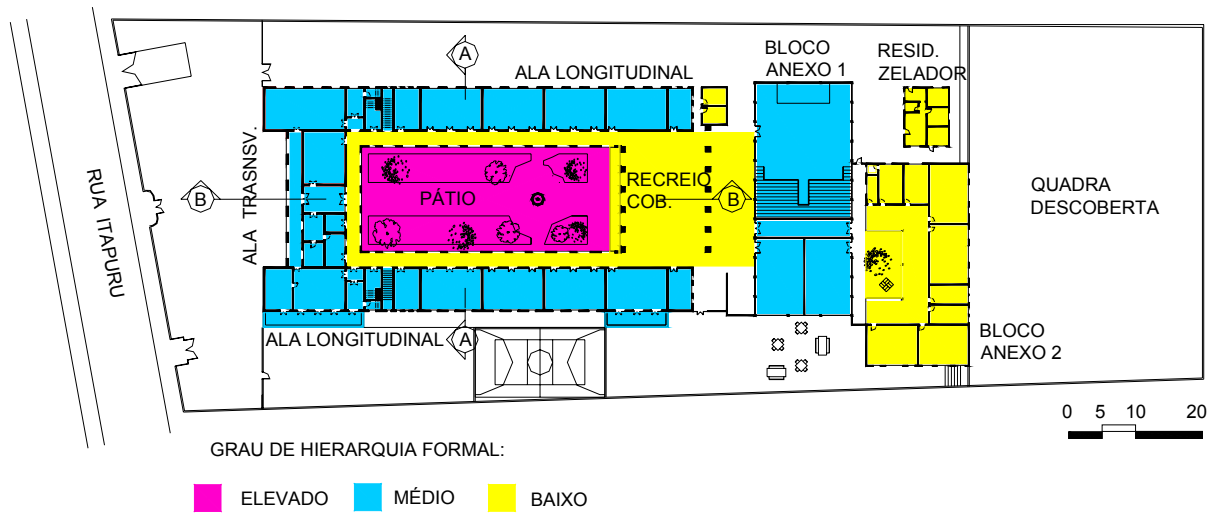 A
BLOCO
ANEXO 1
RESID.
ZELADOR
ALA LONGITUDINAL
RUA ITAPURU
ALA TRASNSV.
B
PÁTIO
RECREIO
COB.
B
QUADRA
DESCOBERTA
ALA LONGITUDINAL
A
BLOCO
ANEXO 2
0 5 10 20
GRAU DE HIERARQUIA FORMAL:
ELEVADO MÉDIO BAIXO